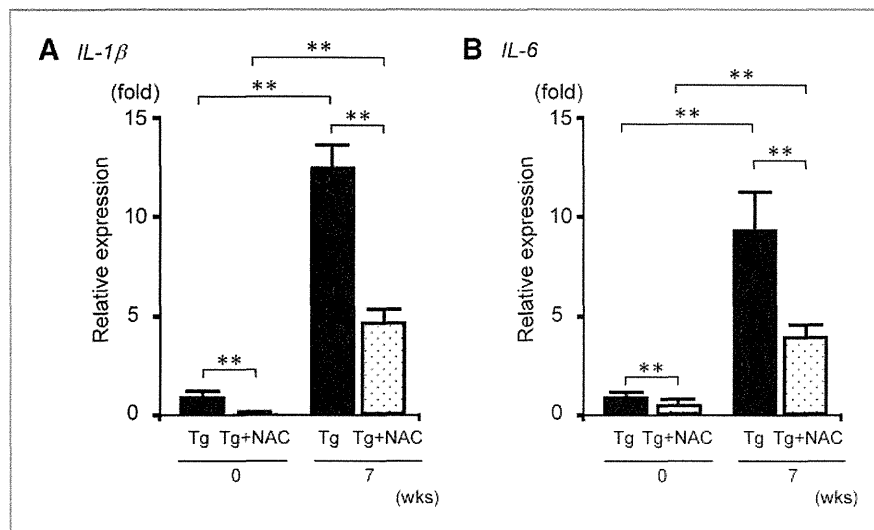 A IL-1β
(fold)
**
**
**
**
15
10
5
0
Relative expression
Tg Tg+NAC Tg Tg+NAC
0 7
(wks)
B IL-6
(fold)
**
**
**
**
15
10
5
0
Relative expression
Tg Tg+NAC Tg Tg+NAC
0 7
(wks)